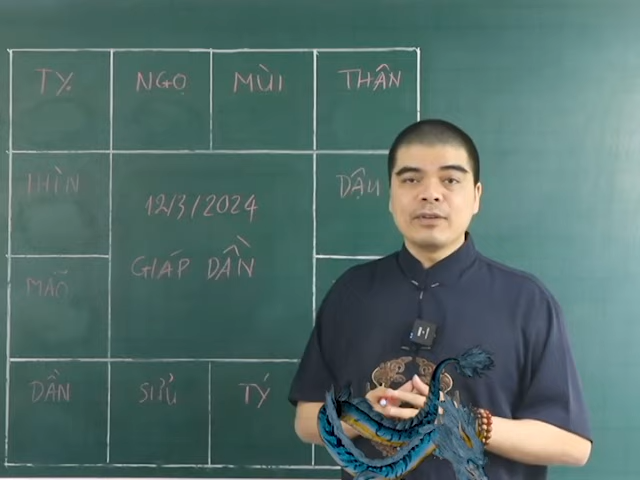 TỴ NGỌ MÙI THÂN
THÌN DẬU
12/3/2024
GIÁP DẦN
MÃO
DẦN SỬU TÝ